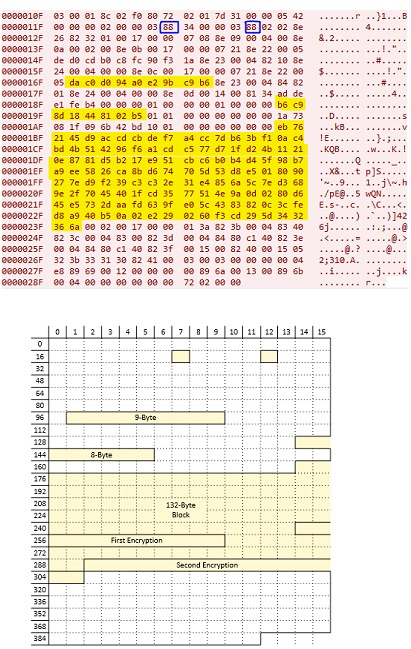 0000010F 03 00 01 8c 02 f0 80 72 02 01 7d 31 00 00 05 42 .......r ..}1...B
0000011F 00 00 00 02 00 00 03 88 34 00 00 03 88 02 02 8e ........ 4.......
0000012F 26 82 32 01 00 17 00 00 07 08 8e 09 00 04 00 8e &.2..... ........
0000013F 0a 00 02 00 8e 0b 00 17 00 00 07 21 8e 22 00 05 ........ ...!."..
0000014F de cd b0 c8 fc 90 f3 1a 8e 23 00 04 82 10 8e
0000015F 24 00 04 00 00 8e 0c 00 17 00 00 07 21 8e 22 00 $....... ....!.".
0000016F 05 da c0 d0 94 a0 e2 9b c9 b6 8e 23 00 04 84 82 ........ ...#....
0000017F 01 8e 24 00 04 00 00 8e 0d 00 14 00 34 ad de ..$..... ....4..
0000018F e1 fe b4 00 00 00 01 01 00 00 00 01 00 00 b6 c9 ........ ........
0000019F 8d 18 44 81 02 b5 01 01 00 00 00 00 00 00 1a 73 ..D..... .......s
000001AF 08 1f 09 96 42 bd 10 01 00 00 00 00 00 00 eb 76 ....kB.. .......v
000001BF 21 45 d9 ac cd cb de f7 a4 cc 7d d6 3b f1 0a c4 !E...... ..}.;...
000001CF bd 4b 51 42 96 f6 a1 d2 c5 77 d7 1f d2 4b 11 21 .KQB.... .w...K.!
000001DF 0e 87 81 d5 b2 17 e9 51 cb c6 b0 b4 d4 5f 98 b7 .......Q ....._..
000001EF a9 ee 58 26 ca 8b d6 74 70 5d 53 d8 e5 01 80 90 ..X&...t p]S.....
000001FF 27 7e d9 f2 39 c3 2e 31 e4 85 6a 5c 7e d3 68 '~..9... 1..j\~.h
0000020F 9e 2f 70 45 40 1f cd 35 77 51 4e 9a 0d 02 80 d6 ./pE@..5 wQN.....
0000021F 45 e5 73 2d aa fd 63 9f e0 5c 43 83 82 0c 3c fe E.s-..c. .\C...<.
0000022F d8 a9 40 b5 0a 02 e2 29 02 60 f3 cd 29 5d 34 32 ..@....) .`..)]42
0000023F 36 6a 00 02 00 17 00 00 01 3a 82 3b 00 04 83 40 6j...... .:.;...@
0000024F 82 3c 00 04 83 00 82 3d 00 04 84 80 c1 40 82 3e .<.....= .....@.>
0000025F 00 04 84 80 c1 40 82 3f 00 15 00 82 40 00 15 05 .....@.? ....@...
0000026F 32 3b 33 31 30 82 41 00 03 00 03 00 00 00 04
0000027F e8 89 69 00 12 00 00 00 00 89 6a 00 13 00 89 6b ..i..... ..j....k
0000028F 00 04 00 00 00 00 00 00 72 02 00 00 ........ r...
0 1 2 3 4 5 6 7 8 9 10 11 12 13 14 15
0
16
32
48
64
80
96 9-Byte
112
128
144 8-Byte
160
176
192
208 132-Byte
224 Block
240
256 First Encryption
272
288 Second Encryption
304
320
336
352
368
384